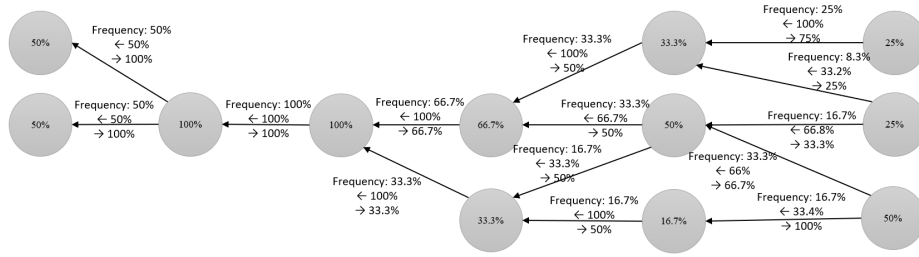 50%
Frequency: 50%
← 50%
→ 100%
50%
Frequency: 50%
← 50%
→ 100%
100%
Frequency: 100%
← 100%
→ 100%
100%
Frequency: 66.7%
← 100%
→ 66.7%
Frequency: 33.3%
← 100%
→ 33.3%
66.7%
33.3%
Frequency: 33.3%
← 100%
→ 50%
Frequency: 33.3%
← 66.7%
→ 50%
Frequency: 16.7%
← 33.3%
→ 50%
Frequency: 16.7%
← 100%
→ 50%
33.3%
50%
16.7%
Frequency: 25%
← 100%
→ 75%
Frequency: 8.3%
← 33.2%
→ 25%
Frequency: 16.7%
← 66.8%
→ 33.3%
Frequency: 33.3%
← 66%
→ 66.7%
Frequency: 16.7%
← 33.4%
→ 100%
25%
25%
50%